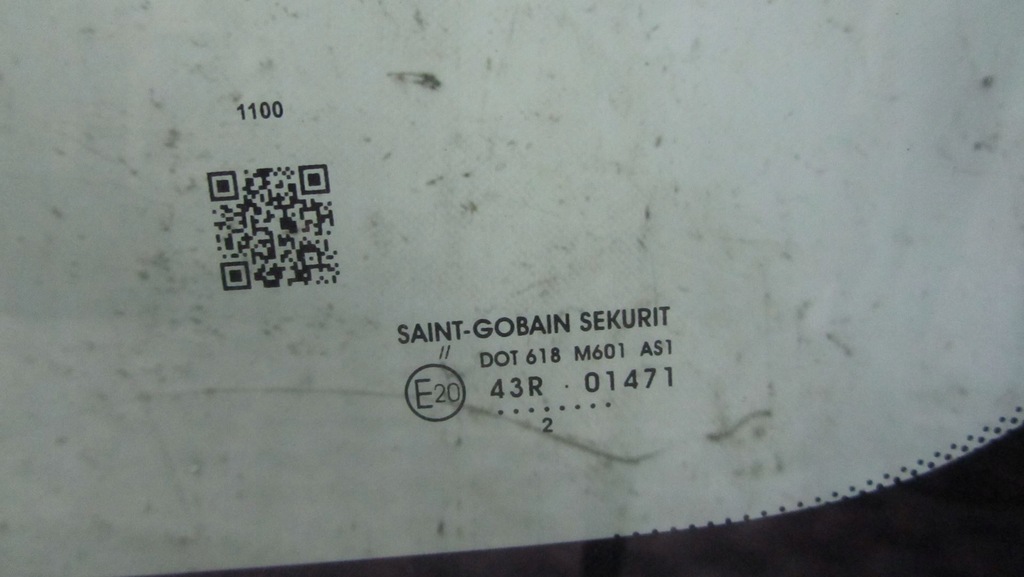 1100
SAINT-GOBAIN SEKURIT
//
DOT 618 M601 AS1
E20 43R · 01471
........
2